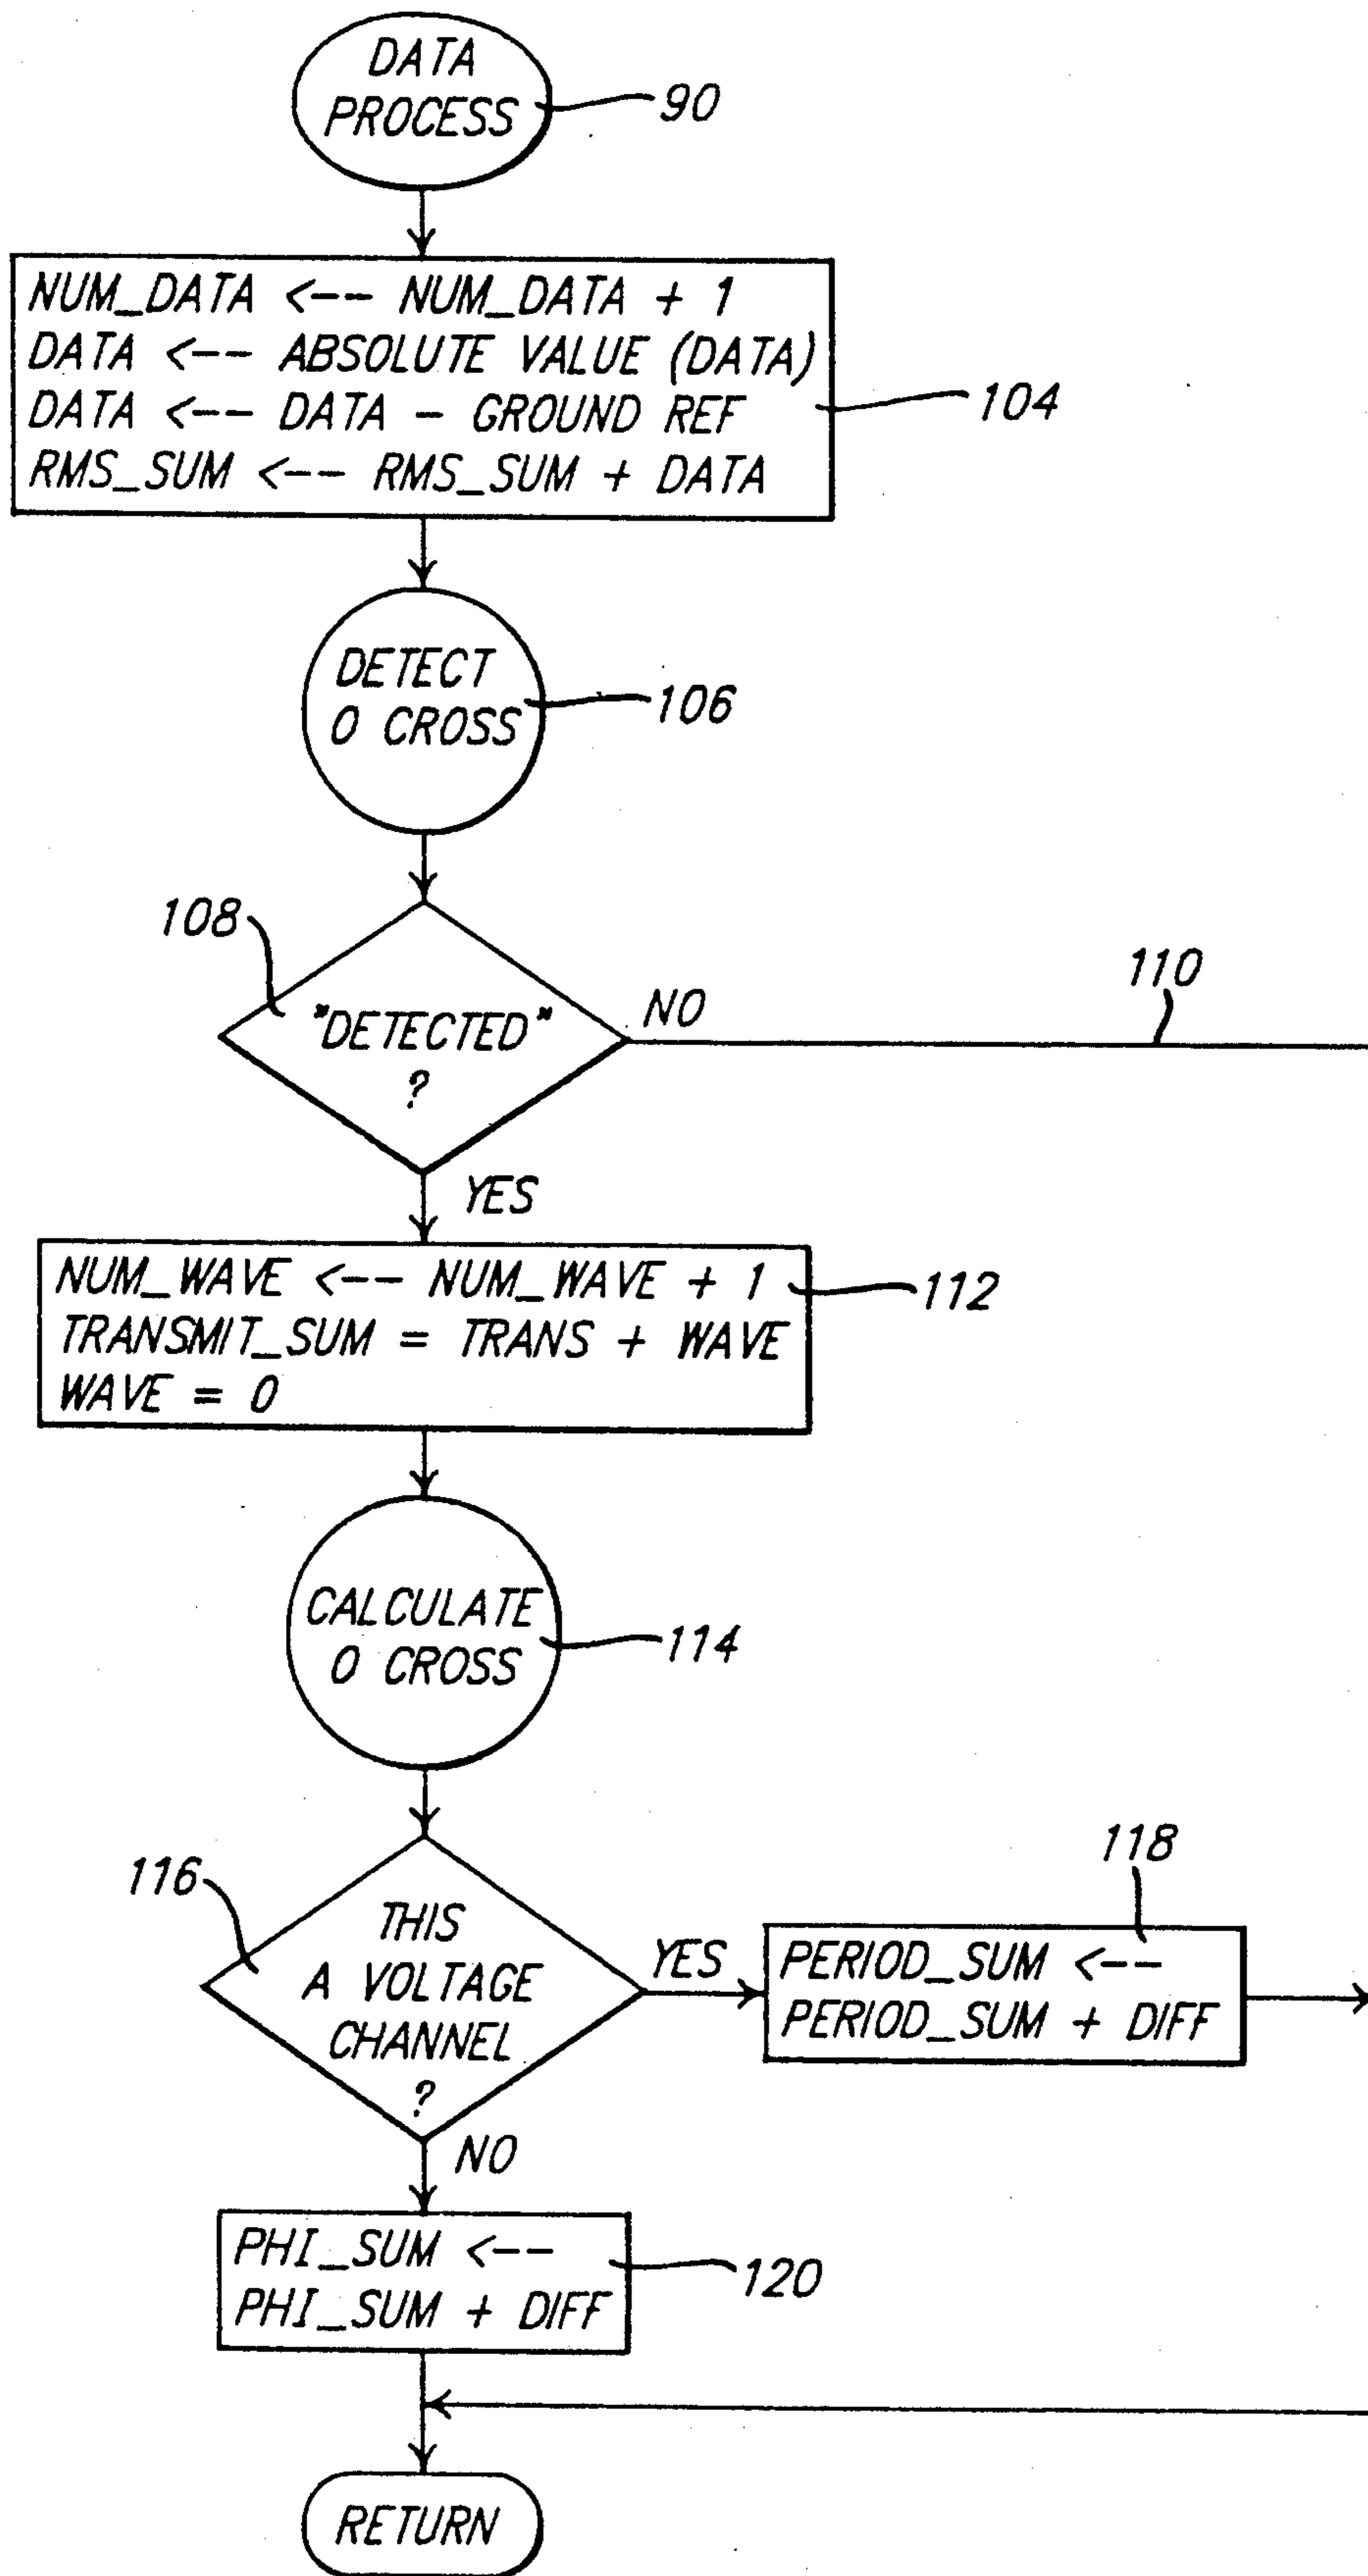 DATA
PROCESS
90
NUM_DATA <-- NUM_DATA + 1
DATA <-- ABSOLUTE VALUE (DATA)
DATA <-- DATA - GROUND REF
RMS_SUM <-- RMS_SUM + DATA
104
DETECT
0 CROSS
106
108
"DETECTED"
?
NO
110
YES
NUM_WAVE <-- NUM_WAVE + 1
TRANSMIT_SUM = TRANS + WAVE
WAVE = 0
112
CALCULATE
0 CROSS
114
116
THIS
A VOLTAGE
CHANNEL
?
YES
118
PERIOD_SUM <--
PERIOD_SUM + DIFF
NO
PHI_SUM <--
PHI_SUM + DIFF
120
RETURN